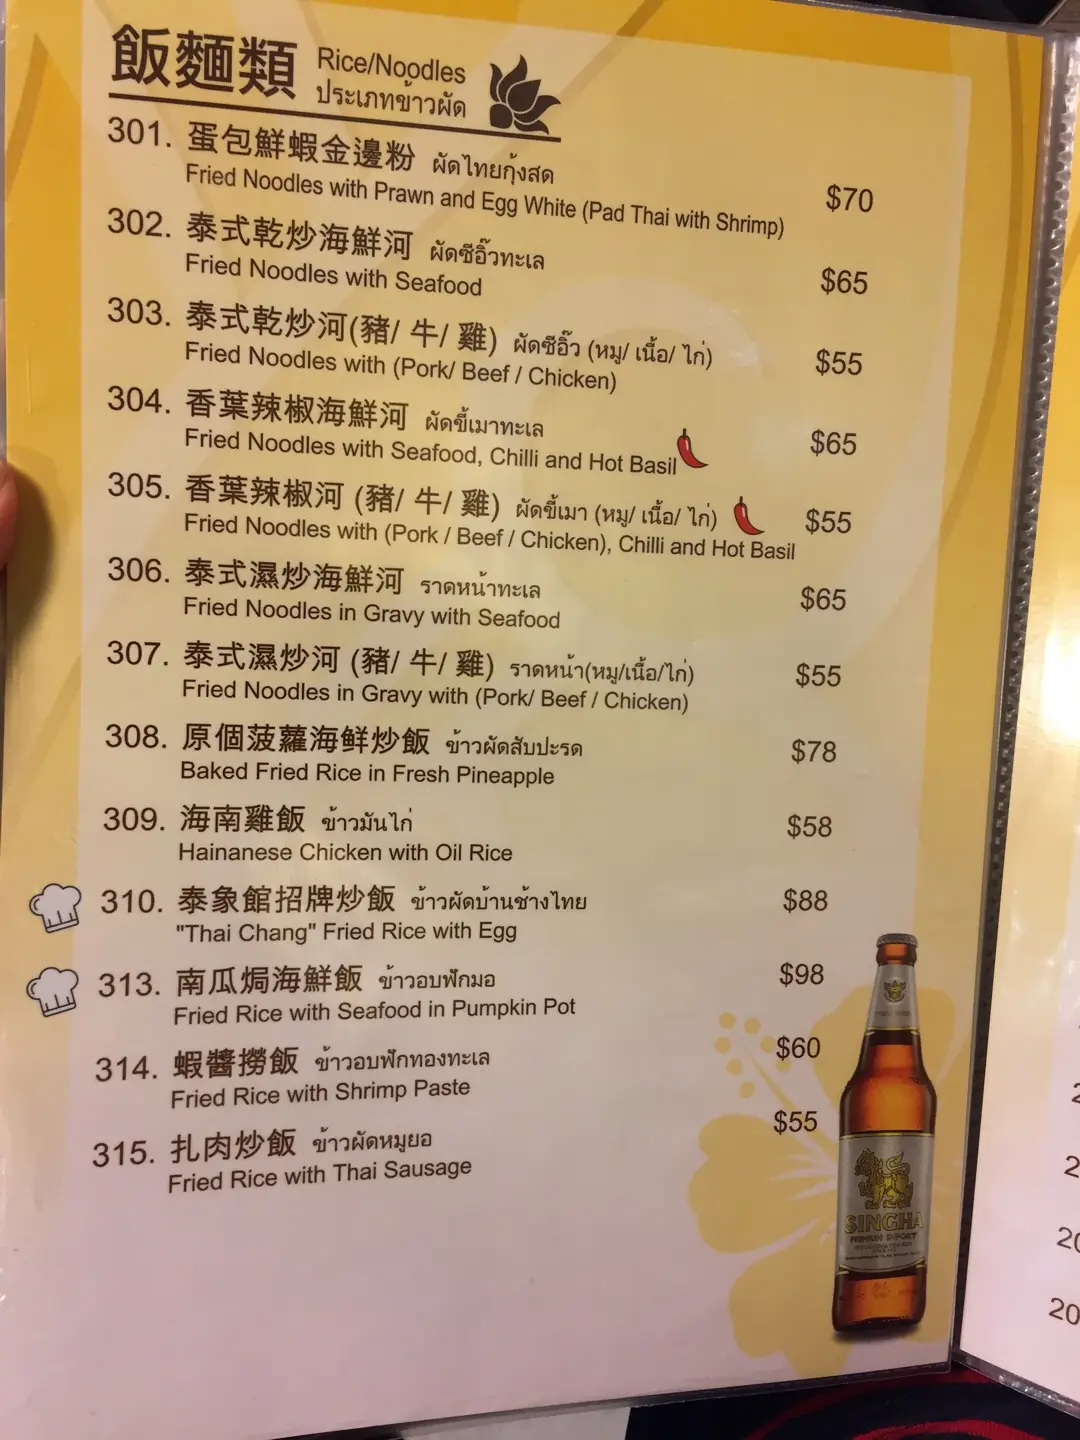 飯麵類 Rice/Noodles
ประเภทข้าวผัด
301. 蛋包鮮蝦金邊粉 ผัดไทยกุ้งสด
Fried Noodles with Prawn and Egg White (Pad Thai with Shrimp) $70
302. 泰式乾炒海鮮河 ผัดซีอิ๊วทะเล
Fried Noodles with Seafood $65
303. 泰式乾炒河(豬/ 牛/ 雞) ผัดซีอิ๊ว (หมู/ เนื้อ/ ไก่)
Fried Noodles with (Pork/ Beef / Chicken) $55
304. 香葉辣椒海鮮河 ผัดขี้เมาทะเล
Fried Noodles with Seafood, Chilli and Hot Basil $65
305. 香葉辣椒河 (豬/ 牛/ 雞) ผัดขี้เมา (หมู/ เนื้อ/ ไก่) $55
Fried Noodles with (Pork / Beef / Chicken), Chilli and Hot Basil
306. 泰式濕炒海鮮河 ราดหน้าทะเล $65
Fried Noodles in Gravy with Seafood
307. 泰式濕炒河 (豬/ 牛/ 雞) ราดหน้า(หมู/เนื้อ/ไก่) $55
Fried Noodles in Gravy with (Pork/ Beef / Chicken)
308. 原個菠蘿海鮮炒飯 ข้าวผัดสับปะรด $78
Baked Fried Rice in Fresh Pineapple
309. 海南雞飯 ข้าวมันไก่ $58
Hainanese Chicken with Oil Rice
310. 泰象館招牌炒飯 ข้าวผัดบ้านช้างไทย $88
"Thai Chang" Fried Rice with Egg
313. 南瓜焗海鮮飯 ข้าวอบฟักมอ $98
Fried Rice with Seafood in Pumpkin Pot
314. 蝦醬撈飯 ข้าวอบฟักทองทะเล $60
Fried Rice with Shrimp Paste
315. 扎肉炒飯 ข้าวผัดหมูยอ $55
Fried Rice with Thai Sausage
SINGHA
PREMIUM IMPORT
2
2
20
20